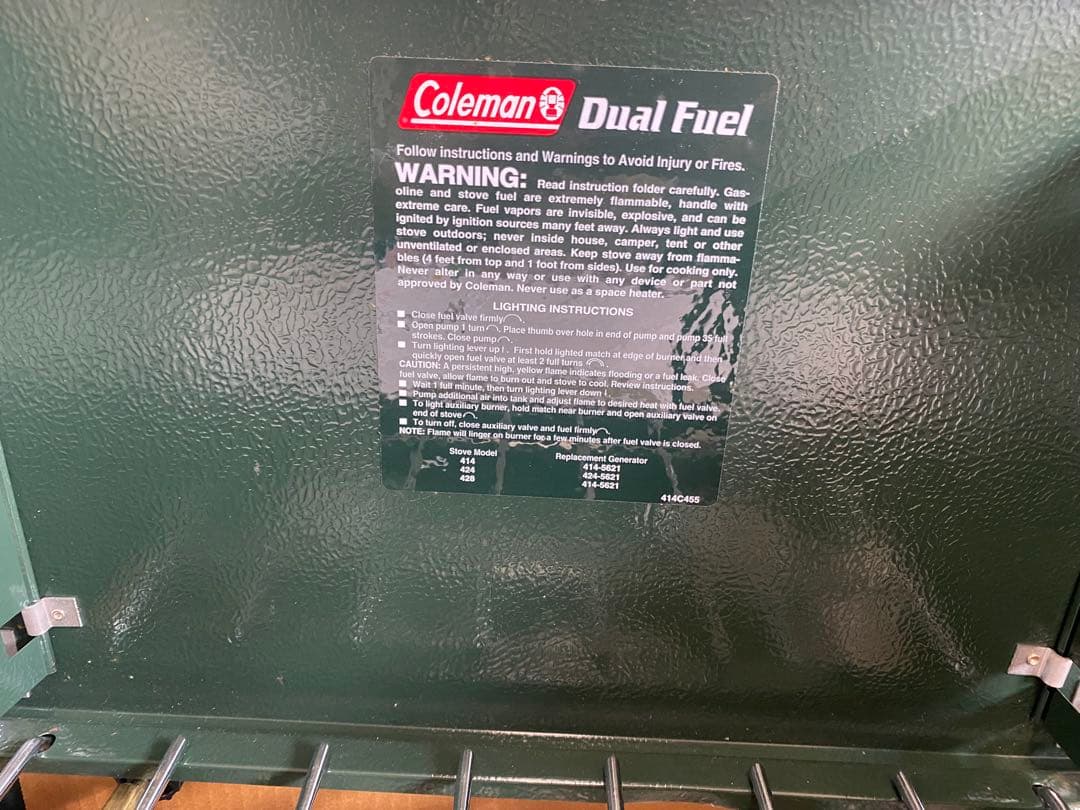 Coleman Dual Fuel
Follow instructions and Warnings to Avoid Injury or Fires.
WARNING: Read instruction folder carefully. Gas-
oline and stove fuel are extremely flammable, handle with
extreme care. Fuel vapors are invisible, explosive, and can be
ignited by ignition sources many feet away. Always light and use
stove outdoors; never inside house, camper, tent or other
unventilated or enclosed areas. Keep stove away from flamma-
bles (4 feet from top and 1 foot from sides). Use for cooking only.
Never alter in any way or use with any device or part not
approved by Coleman. Never use as a space heater.
LIGHTING INSTRUCTIONS
■ Close fuel valve firmly.
■ Open pump 1 turn. Place thumb over hole in end of pump and pump 35 full
strokes. Close pump.
■ Turn lighting lever up↑. First hold lighted match at edge of burner and then
quickly open fuel valve at least 2 full turns.
CAUTION: A persistent high, yellow flame indicates flooding or a fuel leak. Close
fuel valve, allow flame to burn out and stove to cool. Review instructions.
■ Wait 1 full minute, then turn lighting lever down↓.
■ Pump additional air into tank and adjust flame to desired heat with fuel valve.
■ To light auxiliary burner, hold match near burner and open auxiliary valve on
end of stove.
■ To turn off, close auxiliary valve and fuel firmly.
NOTE: Flame will linger on burner for a few minutes after fuel valve is closed.
Stove Model Replacement Generator
414 414-5621
424 424-5621
428 414-5621
414C455